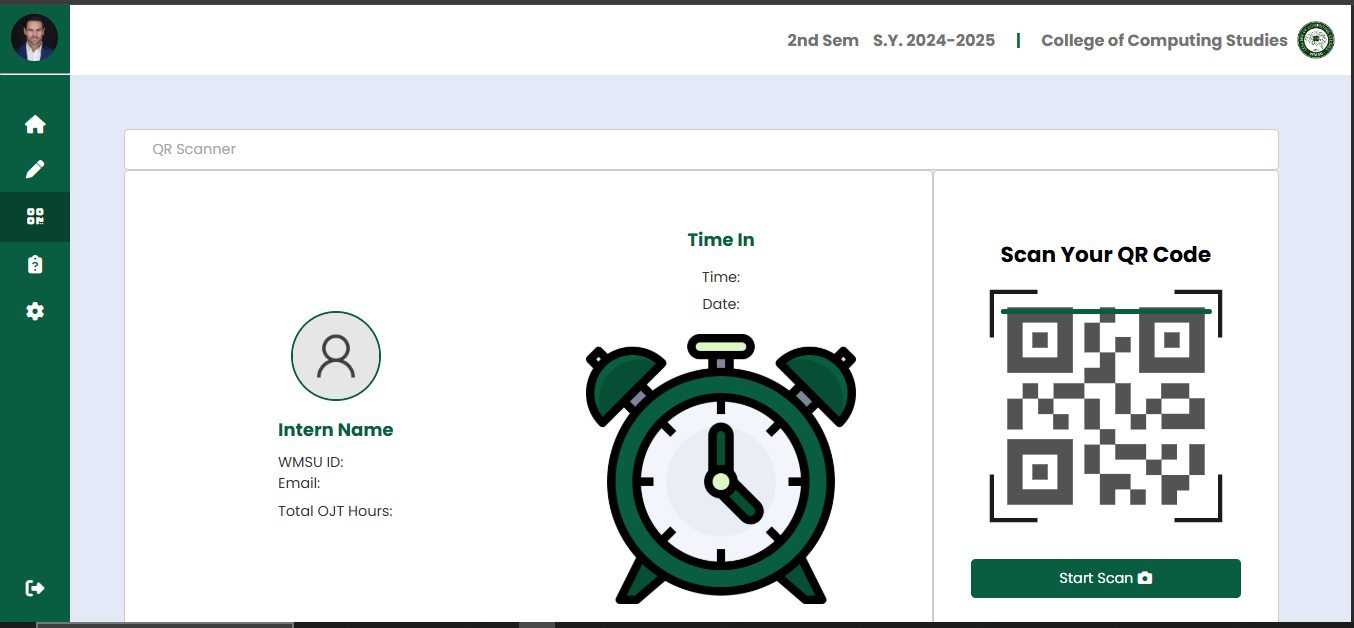 2nd Sem S.Y. 2024-2025 | College of Computing Studies
QR Scanner
Time In
Time:
Date:
Intern Name
WMSU ID:
Email:
Total OJT Hours:
Scan Your QR Code
Start Scan